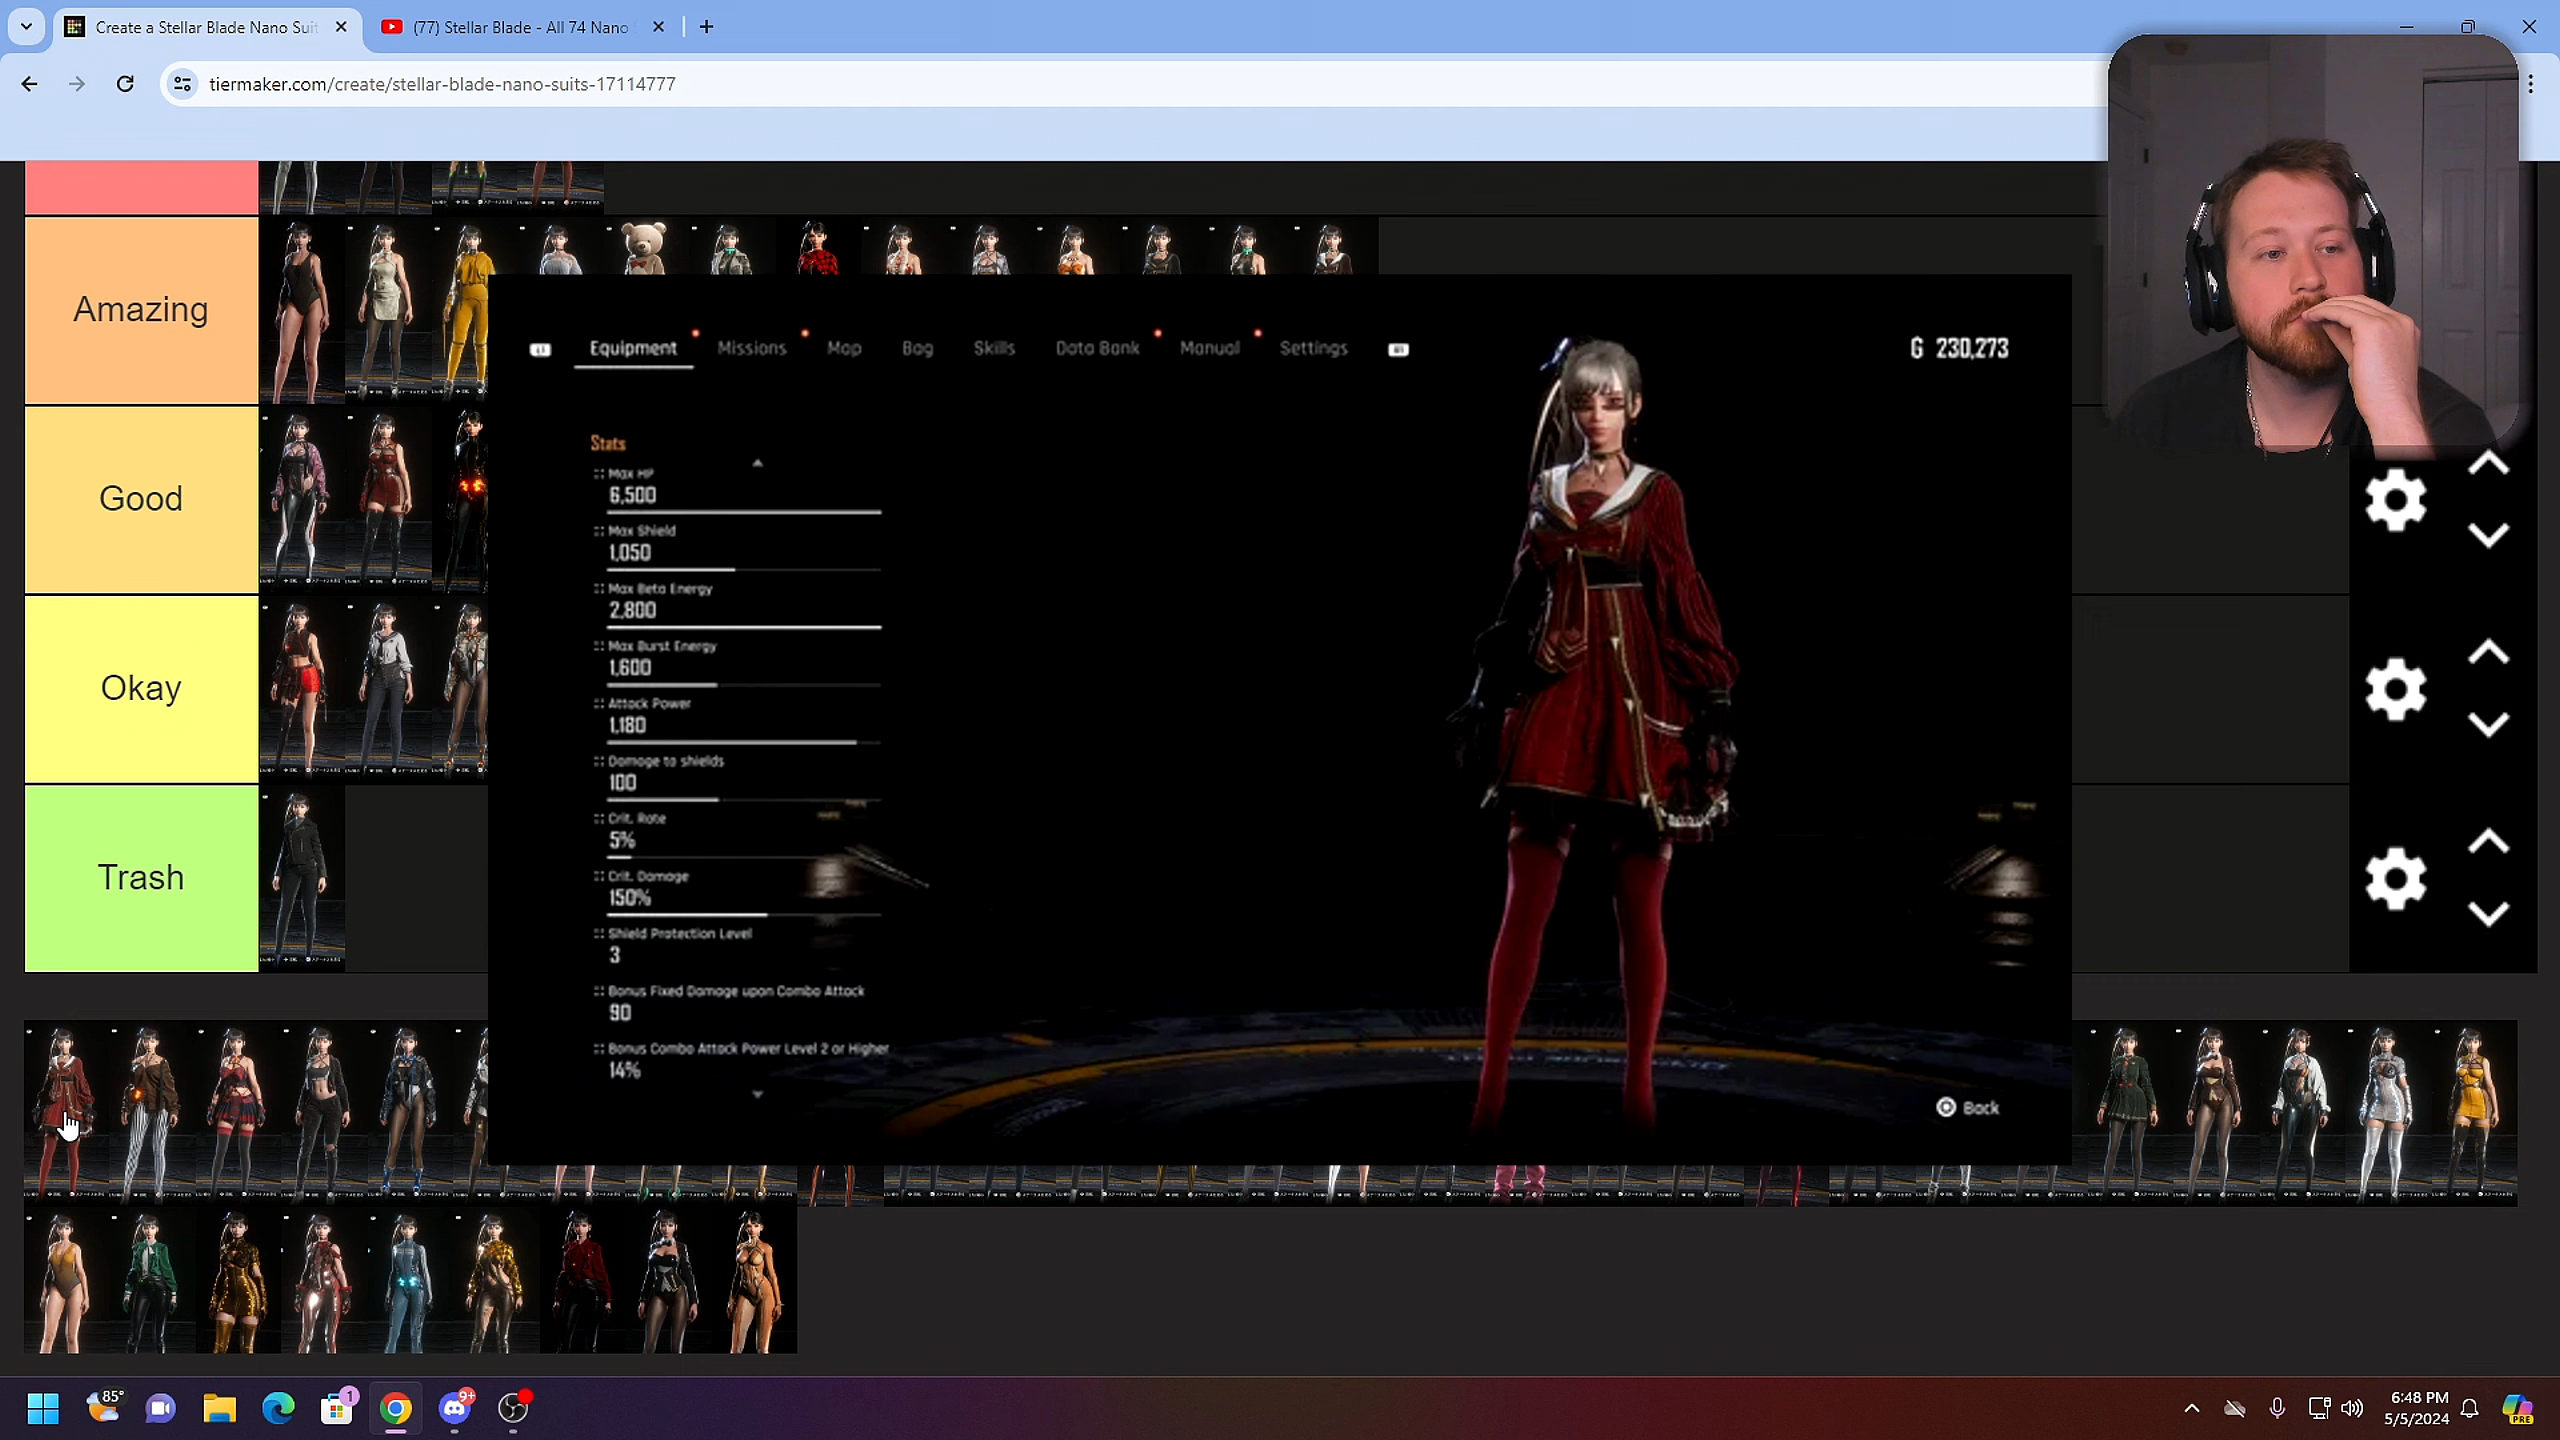 Create a Stellar Blade Nano Suit
(77) Stellar Blade - All 74 Nano
tiermaker.com/create/stellar-blade-nano-suits-17114777
Amazing
Good
Okay
Trash
Equipment
Missions
Map
Bag
Skills
Data Bank
Manual
Settings
G 230,273
Stats
Max HP
6,500
Max Shield
1,050
Max Beta Energy
2,800
Max Burst Energy
1,600
Attack Power
1,180
Damage to shields
100
Crit. Rate
5%
Crit. Damage
150%
Shield Protection Level
3
Bonus Fixed Damage upon Combo Attack
90
Bonus Combo Attack Power Level 2 or Higher
14%
Back
85°
1
9+
6:48 PM
5/5/2024
PRE